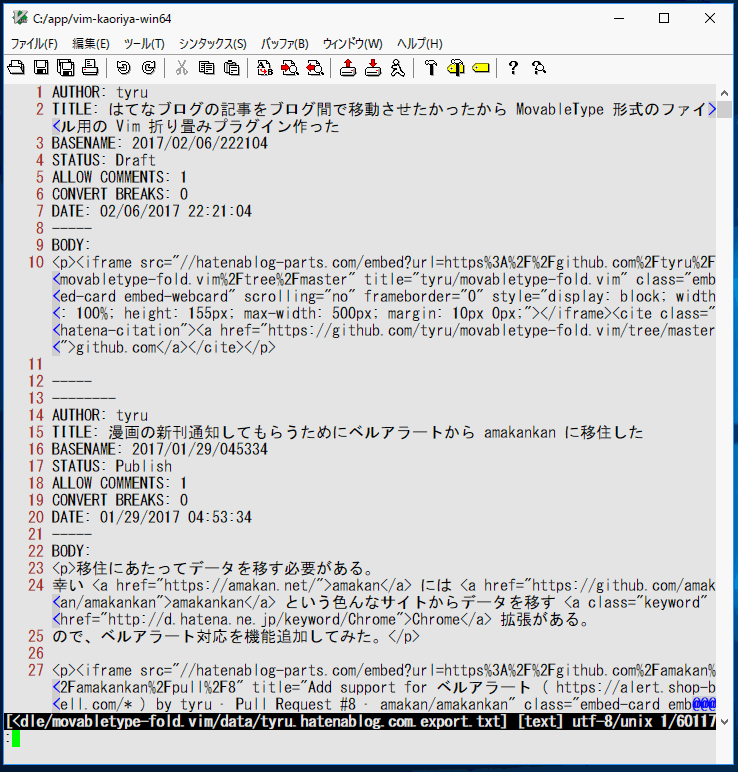 C:/app/vim-kaoriya-win64
ファイル(F) 編集(E) ツール(T) シンタックス(S) バッファ(B) ウィンドウ(W) ヘルプ(H)
1 AUTHOR: tyru
2 TITLE: はてなブログの記事をブログ間で移動させたかったから MovableType 形式のファイ>
<ル用の Vim 折り畳みプラグイン作った
3 BASENAME: 2017/02/06/222104
4 STATUS: Draft
5 ALLOW COMMENTS: 1
6 CONVERT BREAKS: 0
7 DATE: 02/06/2017 22:21:04
8 -----
9 BODY:
10 <p><iframe src="//hatenablog-parts.com/embed?url=https%3A%2F%2Fgithub.com%2Ftyru%2F
<movabletype-fold.vim%2Ftree%2Fmaster" title="tyru/movabletype-fold.vim" class="emb
<ed-card embed-webcard" scrolling="no" frameborder="0" style="display: block; width
<: 100%; height: 155px; max-width: 500px; margin: 10px 0px;"></iframe><cite class="
<hatena-citation"><a href="https://github.com/tyru/movabletype-fold.vim/tree/master
<">github.com</a></cite></p>
11
12 -----
13 --------
14 AUTHOR: tyru
15 TITLE: 漫画の新刊通知してもらうためにベルアラートから amakankan に移住した
16 BASENAME: 2017/01/29/045334
17 STATUS: Publish
18 ALLOW COMMENTS: 1
19 CONVERT BREAKS: 0
20 DATE: 01/29/2017 04:53:34
21 -----
22 BODY:
23 <p>移住にあたってデータを移す必要がある。
24 幸い <a href="https://amakan.net/">amakan</a> には <a href="https://github.com/amak
<an/amakankan">amakankan</a> という色んなサイトからデータを移す <a class="keyword"
<href="http://d.hatena.ne.jp/keyword/Chrome">Chrome</a> 拡張がある。
25 ので、ベルアラート対応を機能追加してみた。</p>
26
27 <p><iframe src="//hatenablog-parts.com/embed?url=https%3A%2F%2Fgithub.com%2Famakan%
<2Famakankan%2Fpull%2F8" title="Add support for ベルアラート ( https://alert.shop-b
<ell.com/* ) by tyru · Pull Request #8 · amakan/amakankan" class="embed-card emb@@@
[<dle/movabletype-fold.vim/data/tyru.hatenablog.com.export.txt] [text] utf-8/unix 1/60117
: